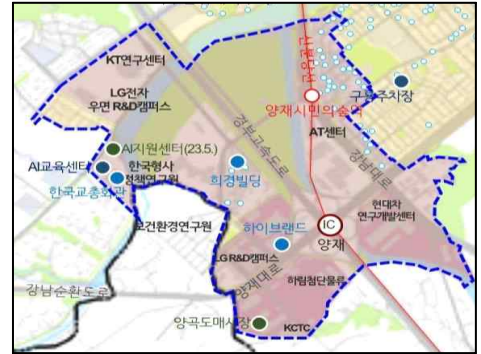 KT연구센터
LG전자
우면 R&D캠퍼스
신분당선
구룡주차장
양재시민의숲역
AT센터
경부고속도로
강남대로
AI지원센터(23.5.)
AI교육센터
한국형사
정책연구원
한국교총회관
희경빌딩
현대차
연구개발센터
보건환경연구원
하이브랜드
IC
양재
LG R&D캠퍼스
양재대로
하림첨단물류
강남순환도로
양곡도매시장
KCTC